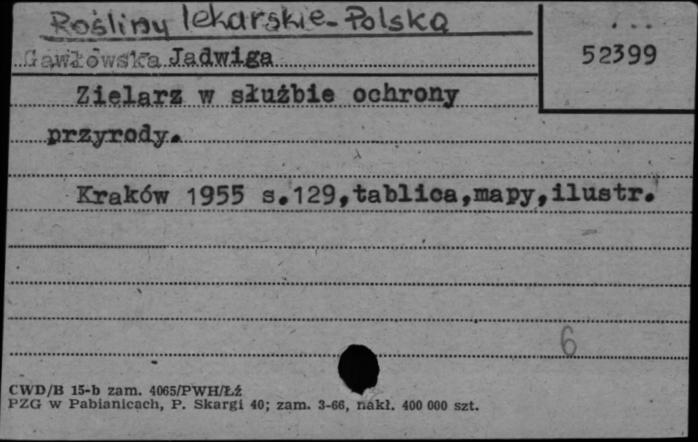 Rośliny lekarskie-Polska
52399
Gawłowska Jadwiga
Zielarz w służbie ochrony
przyrody.
Kraków 1955 s.129,tablica,mapy,ilustr.
6
CWD/B 15-b zam. 4065/PWH/Łź
PZG w Pabianicach, P. Skargi 40; zam. 3-66, nakł. 400 000 szt.